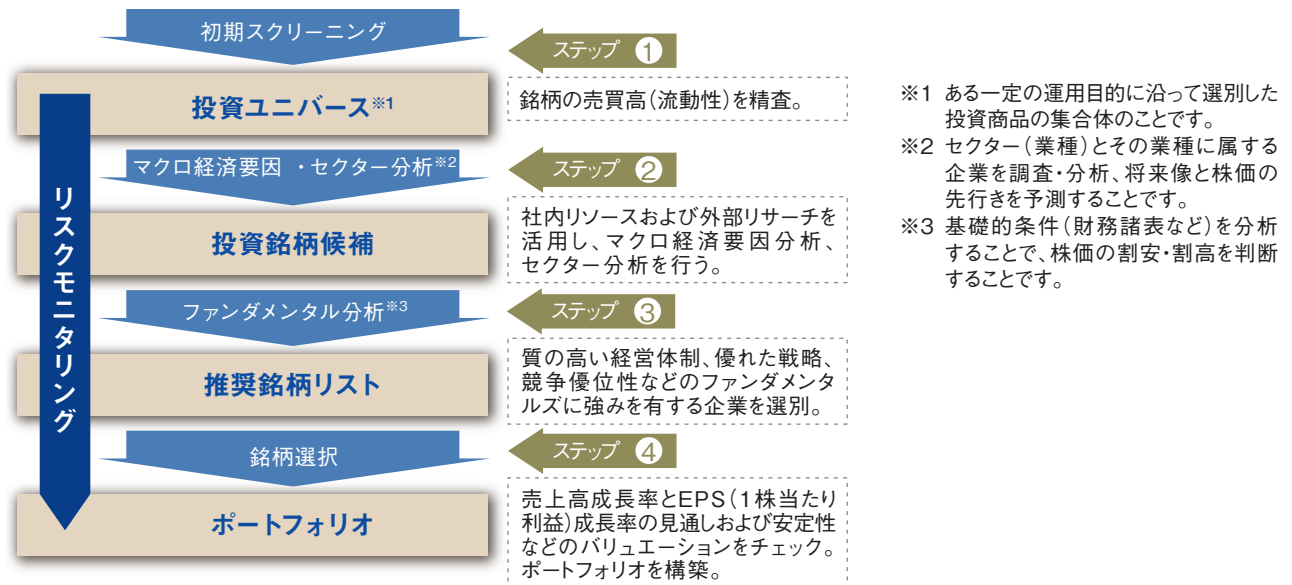 初期スクリーニング
ステップ ❶
投資ユニバース※1
銘柄の売買高(流動性)を精査。
マクロ経済要因 ・セクター分析※2
ステップ ❷
投資銘柄候補
社内リソースおよび外部リサーチを
活用し、マクロ経済要因分析、
セクター分析を行う。
ファンダメンタル分析※3
ステップ ❸
推奨銘柄リスト
質の高い経営体制、優れた戦略、
競争優位性などのファンダメンタ
ルズに強みを有する企業を選別。
銘柄選択
ステップ ❹
ポートフォリオ
売上高成長率とEPS(1株当たり
利益)成長率の見通しおよび安定性
などのバリュエーションをチェック。
ポートフォリオを構築。
リスクモニタリング
※1 ある一定の運用目的に沿って選別した
投資商品の集合体のことです。
※2 セクター(業種)とその業種に属する
企業を調査・分析、将来像と株価の
先行きを予測することです。
※3 基礎的条件(財務諸表など)を分析
することで、株価の割安・割高を判断
することです。